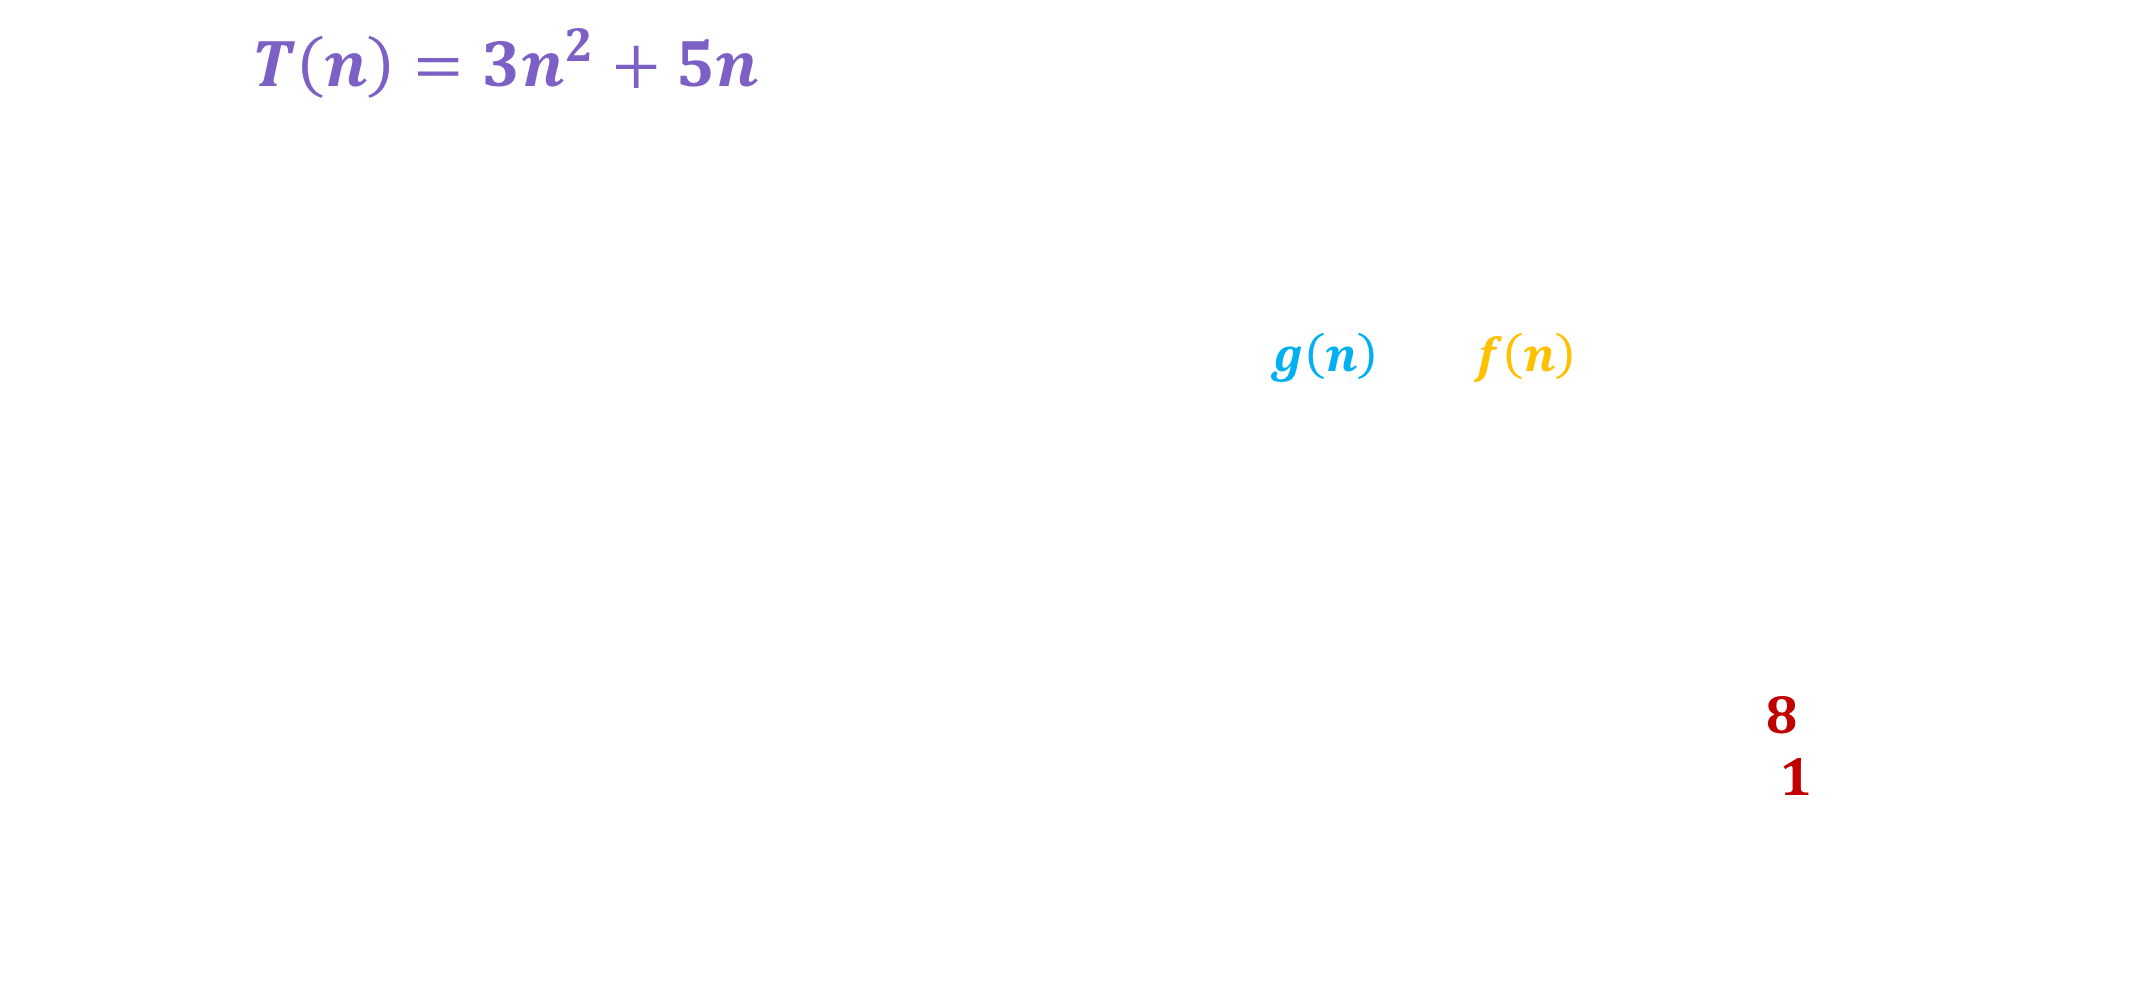 T(n) = 3n² + 5n
g(n) f(n)
8
1